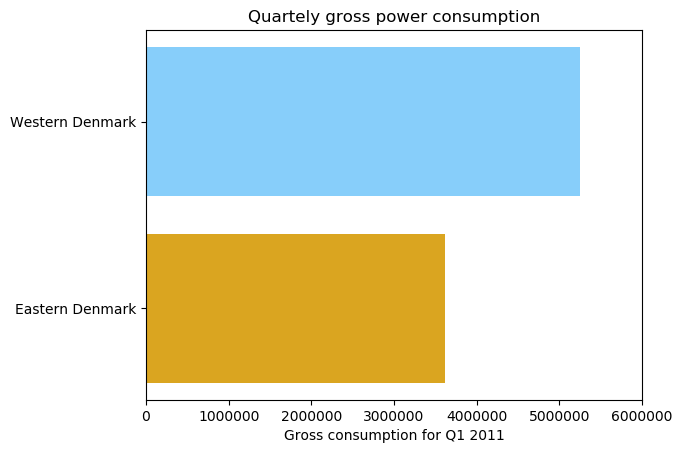 Quartely gross power consumption
Western Denmark
Eastern Denmark
0 1000000 2000000 3000000 4000000 5000000 6000000
Gross consumption for Q1 2011